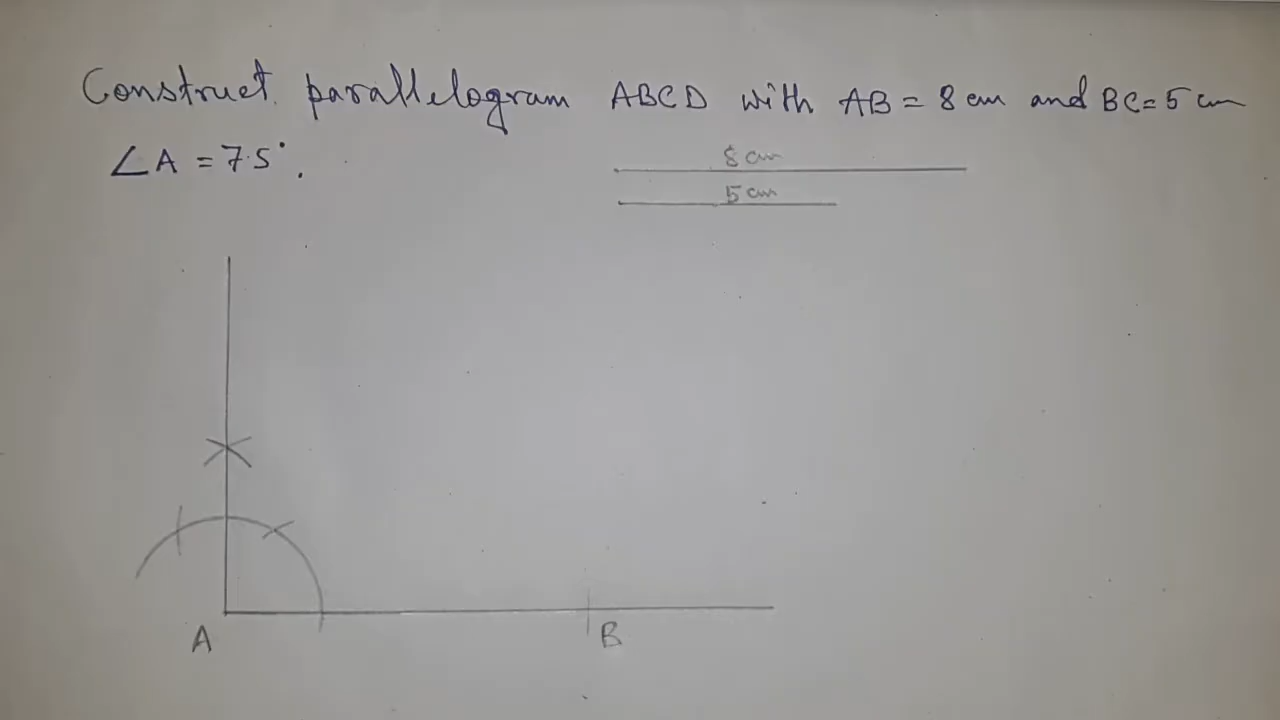 Construct parallelogram ABCD with AB = 8 cm and BC = 5 cm
∠A = 75°.
8 cm
5 cm
A
B